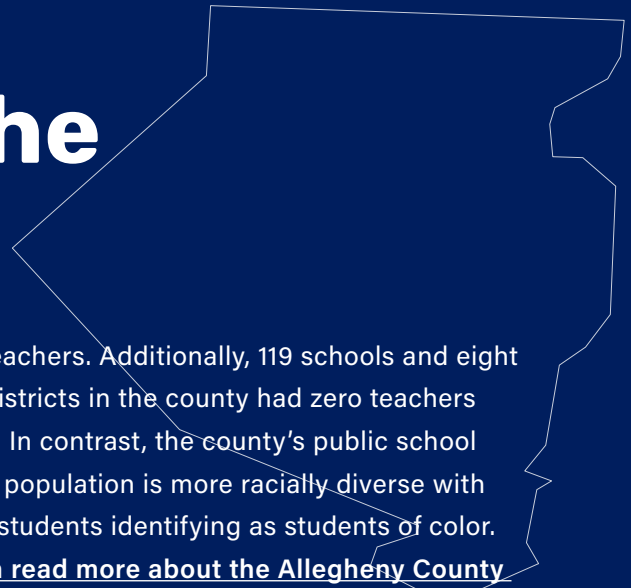 he
eachers. Additionally, 119 schools and eight
istricts in the county had zero teachers
In contrast, the county's public school
population is more racially diverse with
students identifying as students of color.
read more about the Allegheny County